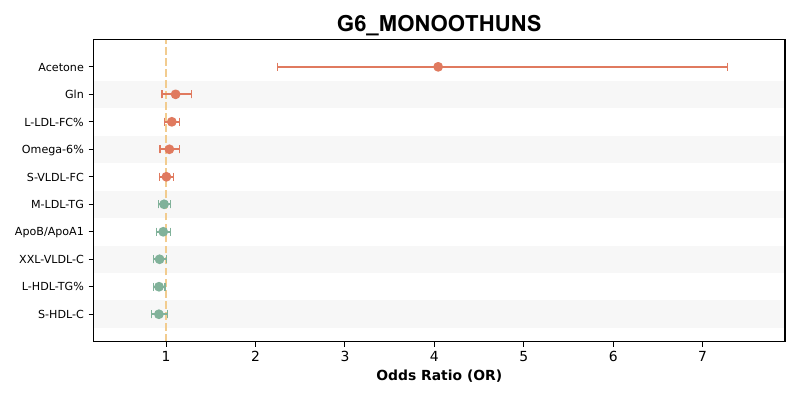 G6_MONOOTHUNS
Acetone
Gln
L-LDL-FC%
Omega-6%
S-VLDL-FC
M-LDL-TG
ApoB/ApoA1
XXL-VLDL-C
L-HDL-TG%
S-HDL-C
1 2 3 4 5 6 7
Odds Ratio (OR)